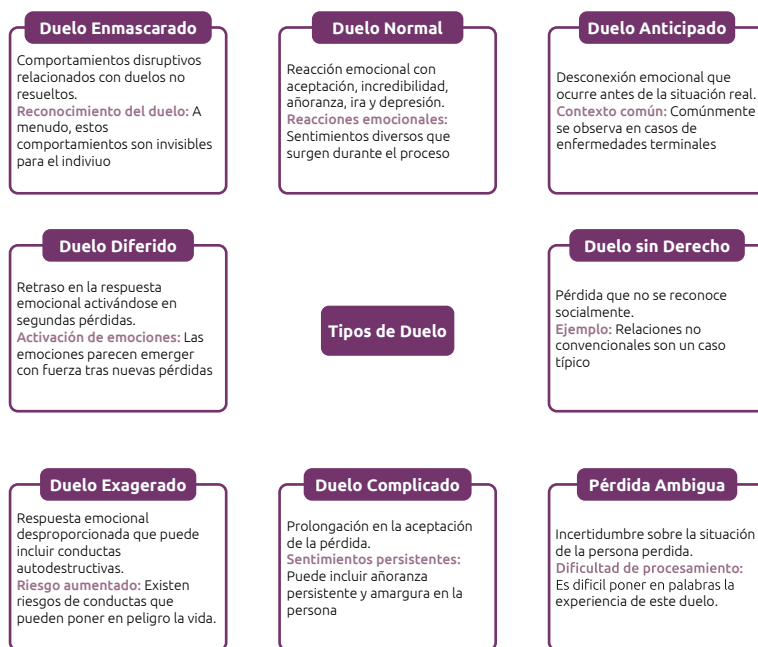 Duelo Enmascarado
Comportamientos disruptivos
relacionados con duelos no
resueltos.
Reconocimiento del duelo: A
menudo, estos
comportamientos son invisibles
para el indiviuo
Duelo Normal
Reacción emocional con
aceptación, incredibilidad,
añoranza, ira y depresión.
Reacciones emocionales:
Sentimientos diversos que
surgen durante el proceso
Duelo Anticipado
Desconexión emocional que
ocurre antes de la situación real.
Contexto común: Comúnmente
se observa en casos de
enfermedades terminales
Duelo Diferido
Retraso en la respuesta
emocional activándose en
segundas pérdidas.
Activación de emociones: Las
emociones parecen emerger
con fuerza tras nuevas pérdidas
Tipos de Duelo
Duelo sin Derecho
Pérdida que no se reconoce
socialmente.
Ejemplo: Relaciones no
convencionales son un caso
típico
Duelo Exagerado
Respuesta emocional
desproporcionada que puede
incluir conductas
autodestructivas.
Riesgo aumentado: Existen
riesgos de conductas que
pueden poner en peligro la vida.
Duelo Complicado
Prolongación en la aceptación
de la pérdida.
Sentimientos persistentes:
Puede incluir añoranza
persistente y amargura en la
persona
Pérdida Ambigua
Incertidumbre sobre la situación
de la persona perdida.
Dificultad de procesamiento:
Es dificil poner en palabras la
experiencia de este duelo.